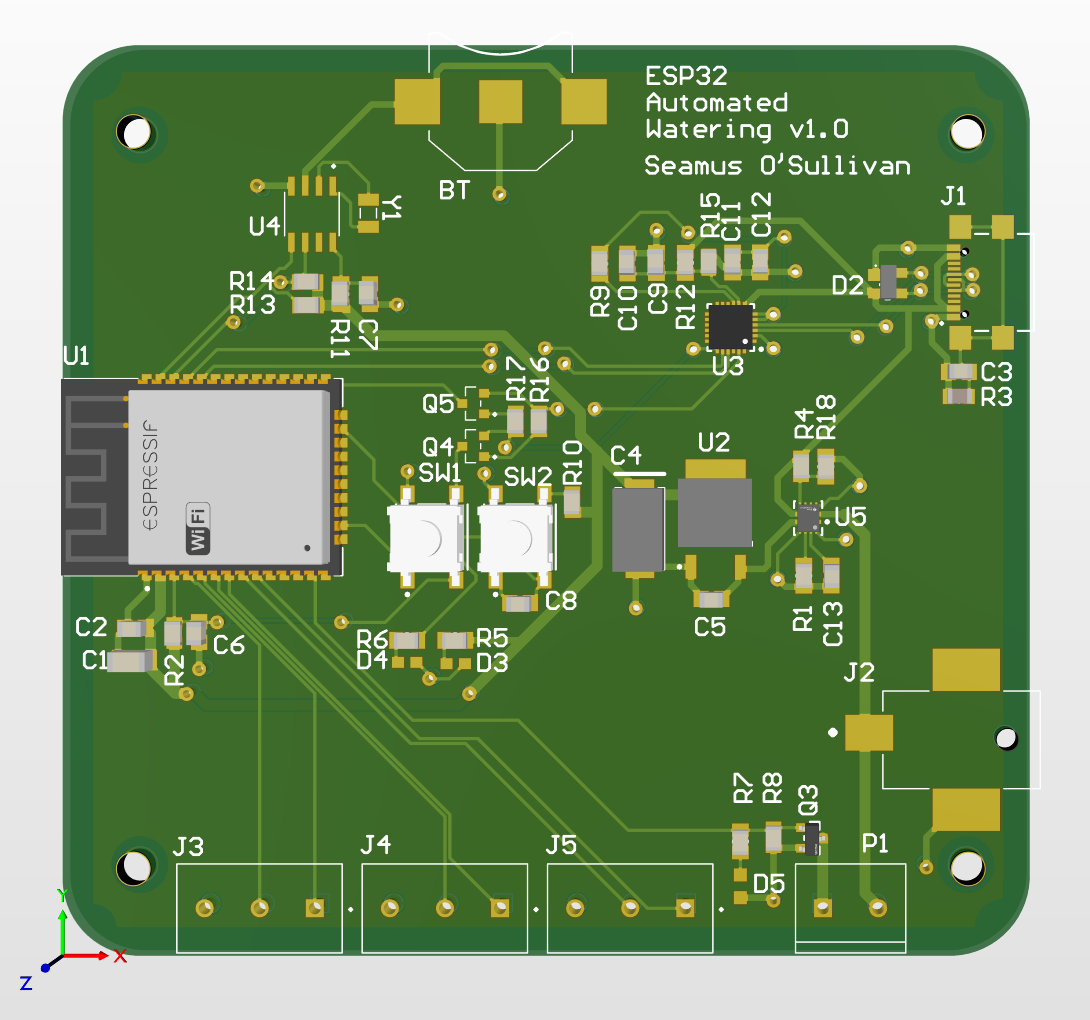 ESP32
Automated
Watering v1.0
Seamus O'Sullivan
BT
J1
Y1
U4
R15
C11
C12
R14
R13
R11
C7
R9
C10
C9
R12
D2
U3
U1
R17
R16
C3
R3
Q5
Q4
R4
R18
SW1
SW2
R10
C4
U2
U5
ESPRESSIF
Wi Fi
C8
C5
R1
C13
C2
C1
R2
C6
R6
D4
R5
D3
J2
R7
R8
Q3
J3
J4
J5
D5
P1
Y
X
Z